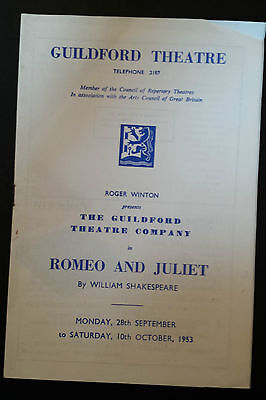 GUILDFORD THEATRE
TELEPHONE 2187
Member of the Council of Repertory Theatres
In association with the Arts Council of Great Britain
ROGER WINTON
presents
THE GUILDFORD
THEATRE COMPANY
in
ROMEO AND JULIET
By WILLIAM SHAKESPEARE
MONDAY, 28th SEPTEMBER
to SATURDAY, 10th OCTOBER, 1953